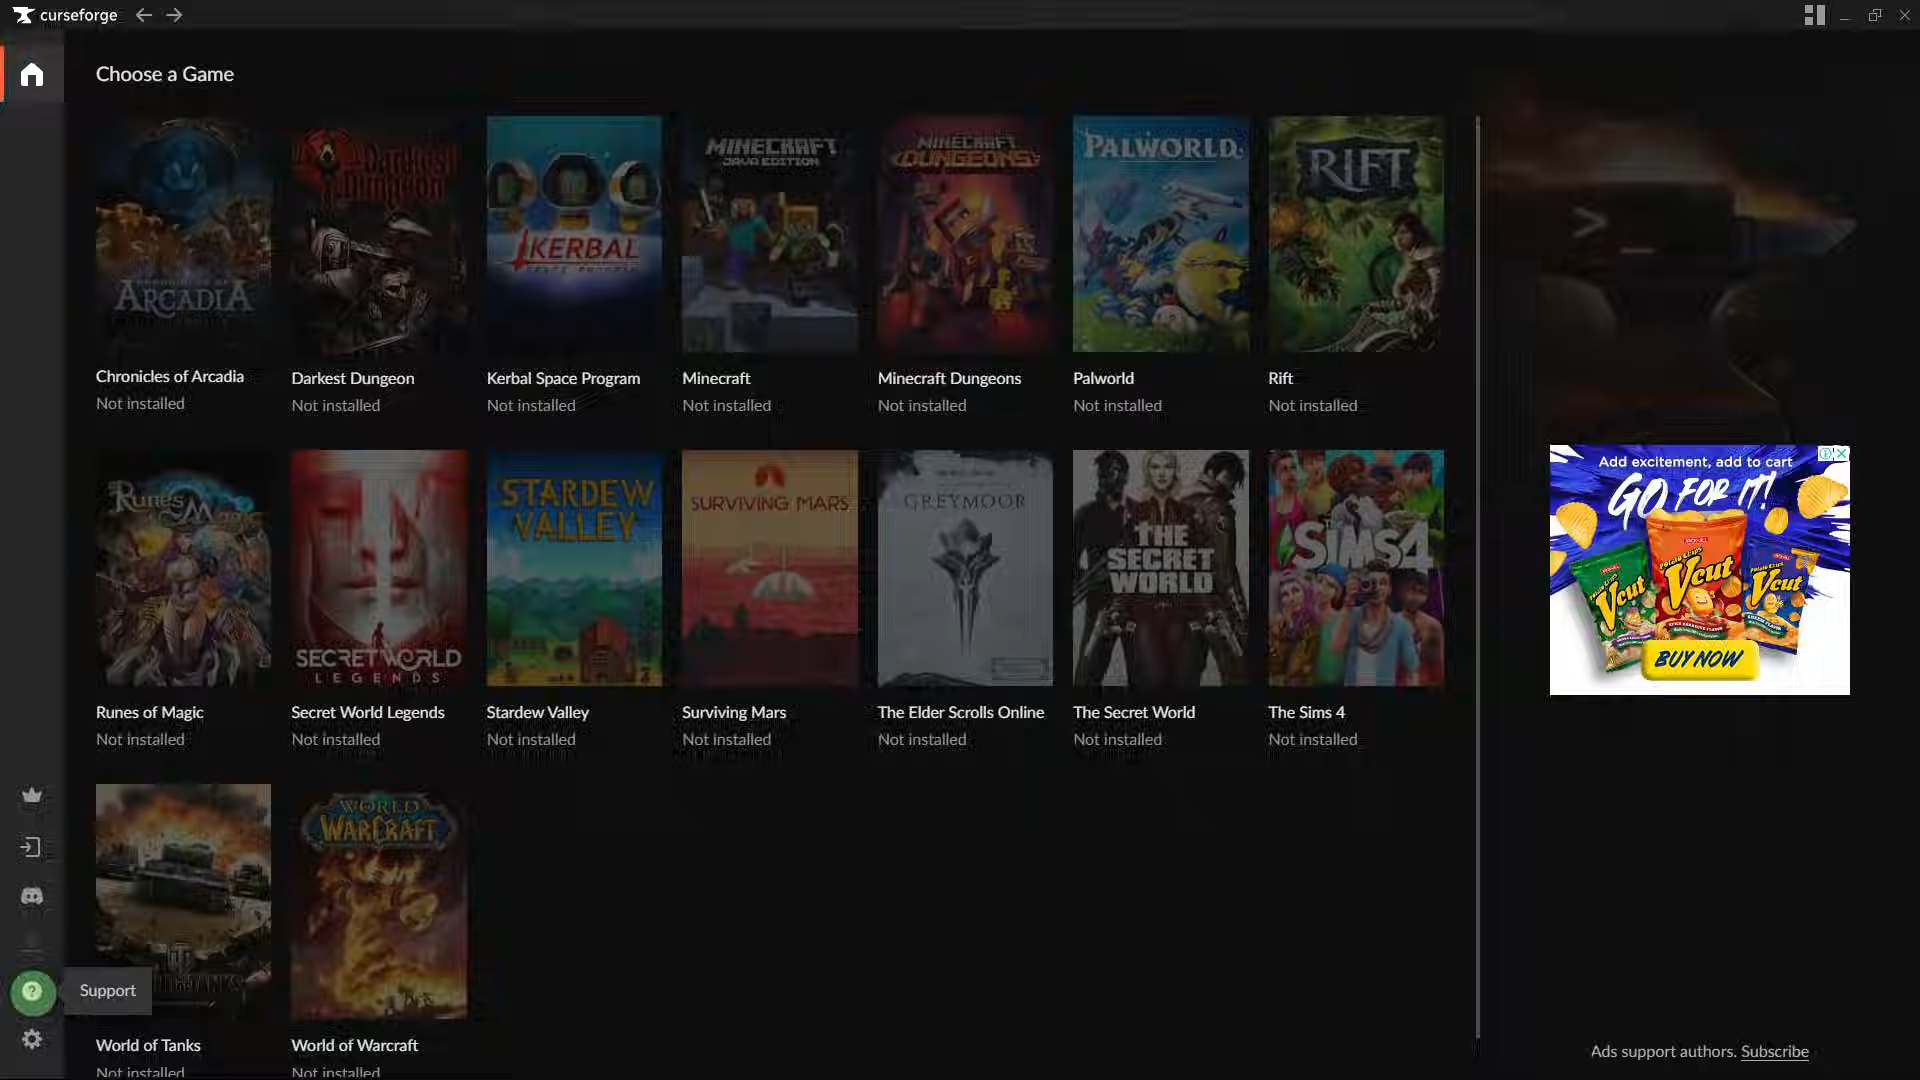 curseforge
Choose a Game
Chronicles of Arcadia
Not installed
Darkest Dungeon
Not installed
Kerbal Space Program
Not installed
Minecraft
Not installed
Minecraft Dungeons
Not installed
Palworld
Not installed
Rift
Not installed
ARCADIA
Darkest Dungeon
KERBAL
MINECRAFT
JAVA EDITION
MINECRAFT
DUNGEONS
PALWORLD
RIFT
Runes of Magic
Not installed
Secret World Legends
Not installed
Stardew Valley
Not installed
Surviving Mars
Not installed
The Elder Scrolls Online
Not installed
The Secret World
Not installed
The Sims 4
Not installed
SECRET WORLD
LEGENDS
STARDEW
VALLEY
SURVIVING MARS
GREYMOOR
THE
SECRET
WORLD
SIMS4
WORLD
WARCRAFT
World of Tanks
Not installed
World of Warcraft
Not installed
Support
Add excitement, add to cart
GO FOR IT!
Vcut
Vcut
Vcut
BUY NOW
Ads support authors. Subscribe